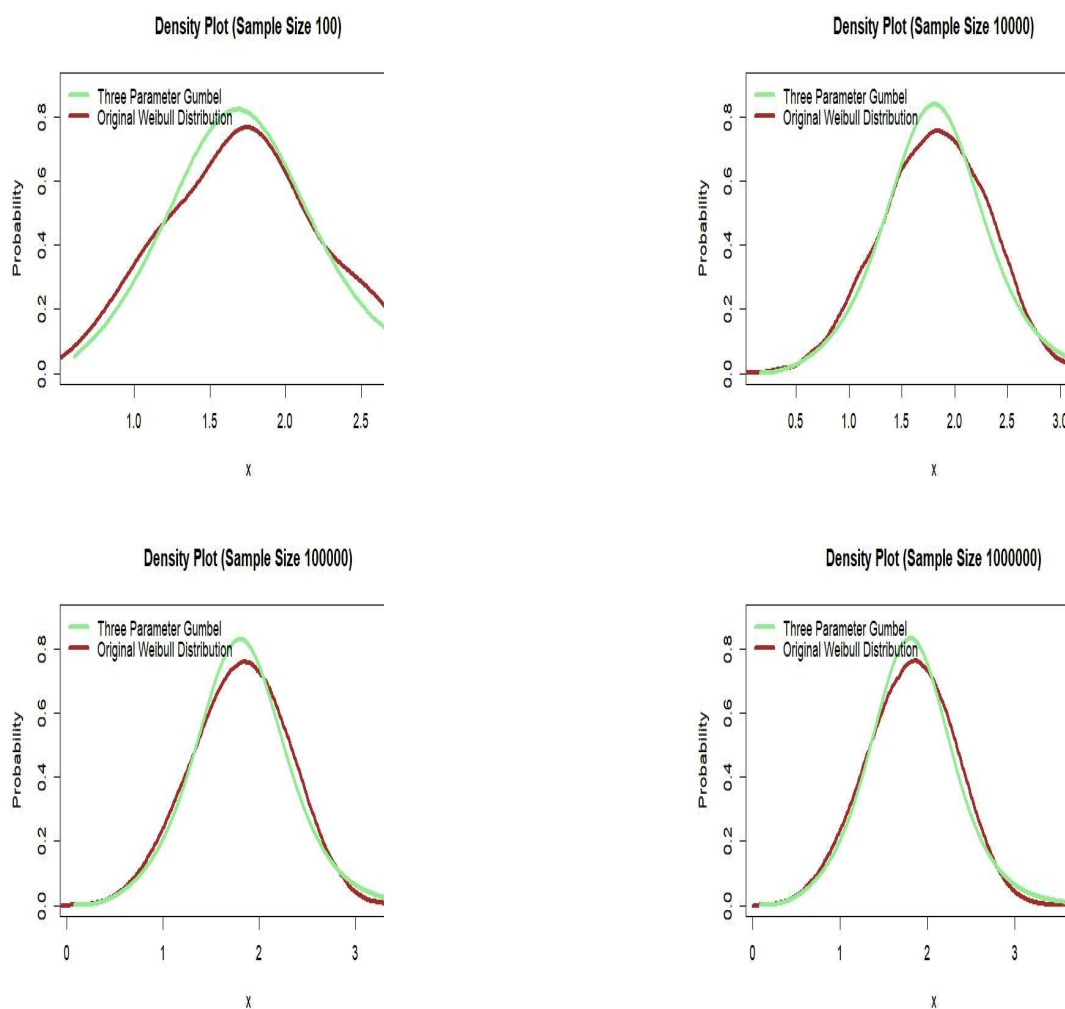 Density Plot (Sample Size 100)
Three Parameter Gumbel
Original Weibull Distribution
Probability
0.0 0.2 0.4 0.6 0.8
1.0 1.5 2.0 2.5
x
Density Plot (Sample Size 10000)
Three Parameter Gumbel
Original Weibull Distribution
Probability
0.0 0.2 0.4 0.6 0.8
0.5 1.0 1.5 2.0 2.5 3.0
x
Density Plot (Sample Size 100000)
Three Parameter Gumbel
Original Weibull Distribution
Probability
0.0 0.2 0.4 0.6 0.8
0 1 2 3
x
Density Plot (Sample Size 1000000)
Three Parameter Gumbel
Original Weibull Distribution
Probability
0.0 0.2 0.4 0.6 0.8
0 1 2 3
x